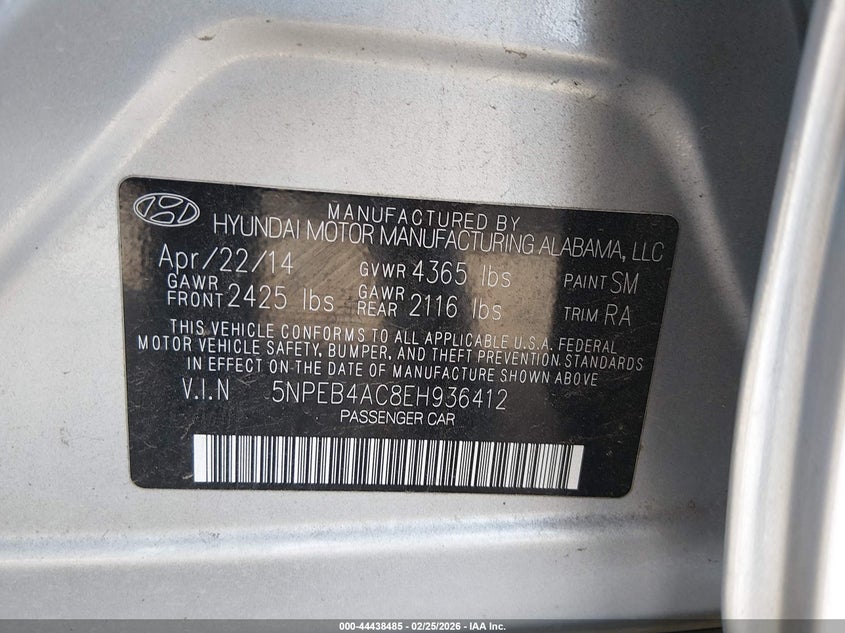 MANUFACTURED BY
HYUNDAI MOTOR MANUFACTURING ALABAMA, LLC
Apr/22/14 GVWR 4365 lbs PAINT SM
GAWR FRONT 2425 lbs GAWR REAR 2116 lbs TRIM RA
THIS VEHICLE CONFORMS TO ALL APPLICABLE U.S.A. FEDERAL
MOTOR VEHICLE SAFETY, BUMPER, AND THEFT PREVENTION STANDARDS
IN EFFECT ON THE DATE OF MANUFACTURE SHOWN ABOVE
V.I.N 5NPEB4AC8EH936412
PASSENGER CAR
000-44438485 - 02/25/2026 - IAA Inc.